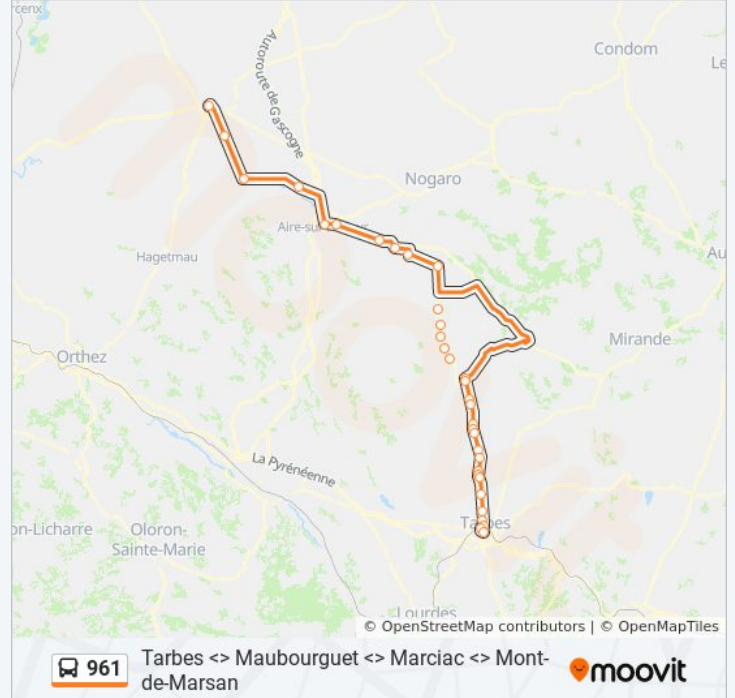 rcenx
Condom
Le
Autoroute de Gascogne
Nogaro
Aire-su
Au
Hagetmau
Mirande
Orthez
La Pyrénéenne
Tarbes
on-Licharre
Oloron-
Sainte-Marie
Lourdes
© OpenStreetMap contributors | © OpenMapTiles
961
Tarbes <> Maubourguet <> Marciac <> Mont-
de-Marsan
moovit